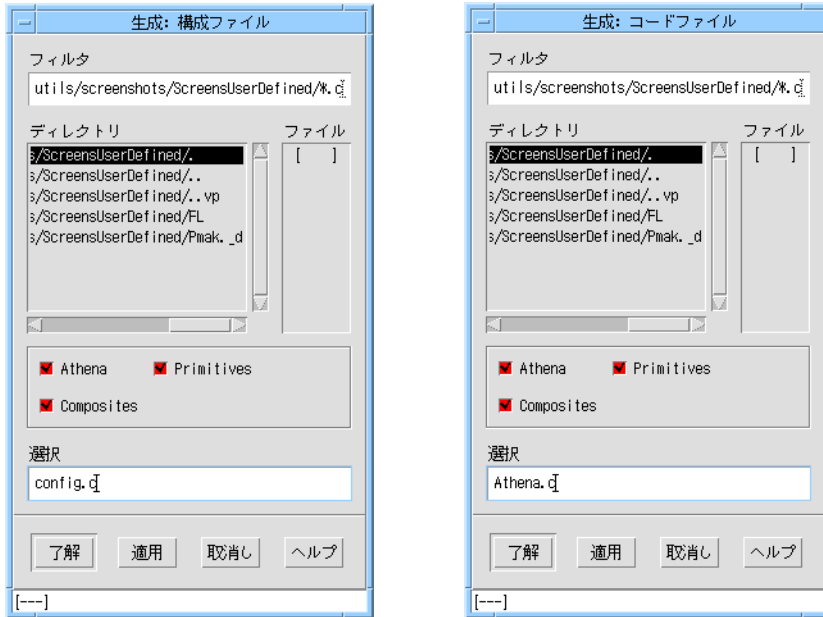 生成: 構成ファイル
フィルタ
utils/screenshots/ScreensUserDefined/*.c
ディレクトリ
ファイル
s/ScreensUserDefined/.
s/ScreensUserDefined/..
s/ScreensUserDefined/..vp
s/ScreensUserDefined/FL
s/ScreensUserDefined/Pmak._d
[ ]
Athena
Primitives
Composites
選択
config.c
了解
適用
取消し
ヘルプ
[---]
生成: コードファイル
フィルタ
utils/screenshots/ScreensUserDefined/*.c
ディレクトリ
ファイル
s/ScreensUserDefined/.
s/ScreensUserDefined/..
s/ScreensUserDefined/..vp
s/ScreensUserDefined/FL
s/ScreensUserDefined/Pmak._d
[ ]
Athena
Primitives
Composites
選択
Athena.c
了解
適用
取消し
ヘルプ
[---]